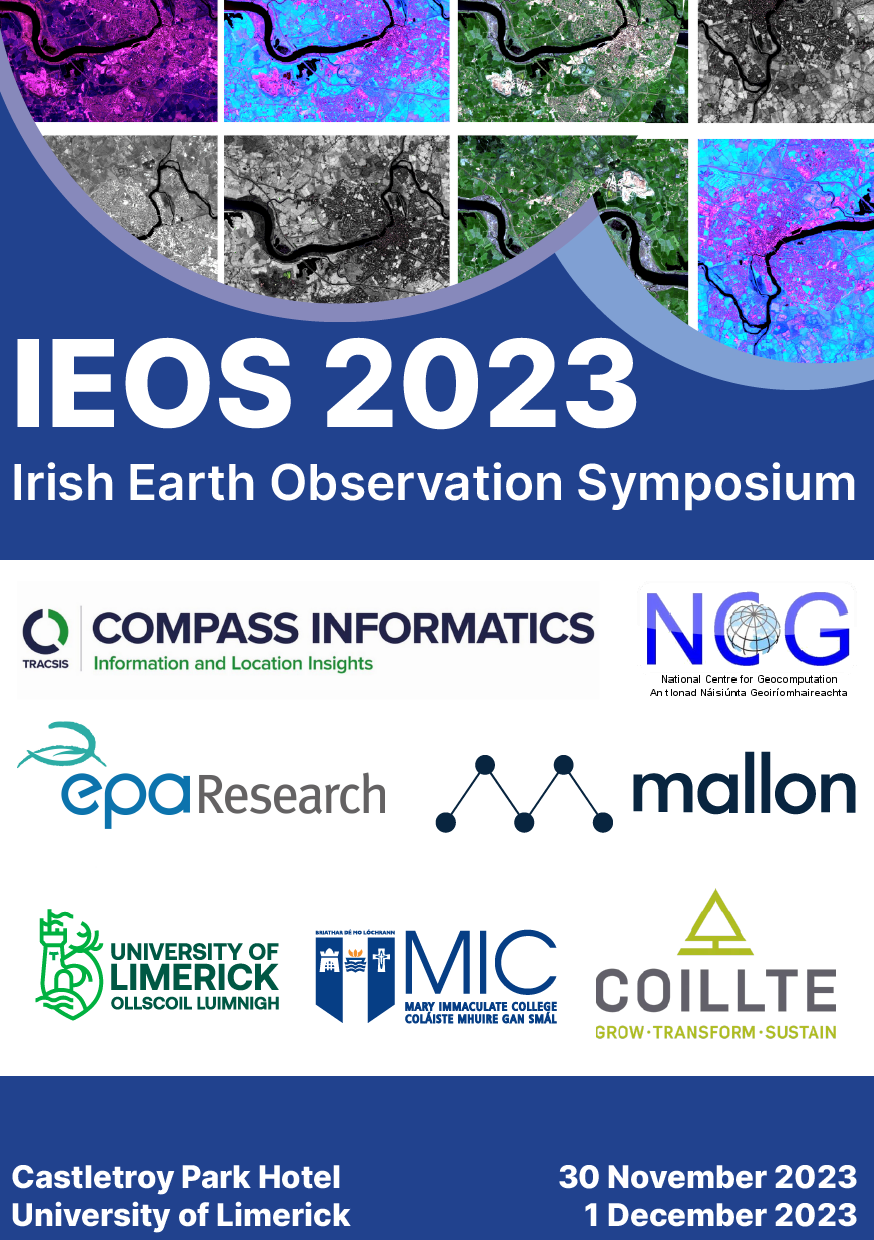 IEOS 2023
Irish Earth Observation Symposium
TRACSIS
COMPASS INFORMATICS
Information and Location Insights
NCG
National Centre for Geocomputation
An tIonad Náisiúnta Geoiríomhaireachta
epa Research
mallon
UNIVERSITY OF
LIMERICK
OLLSCOIL LUIMNIGH
BRIATHAR DÉ MO LÓCHRANN
MIC
MARY IMMACULATE COLLEGE
COLÁISTE MHUIRE GAN SMÁL
COILLTE
GROW·TRANSFORM·SUSTAIN
Castletroy Park Hotel
University of Limerick
30 November 2023
1 December 2023